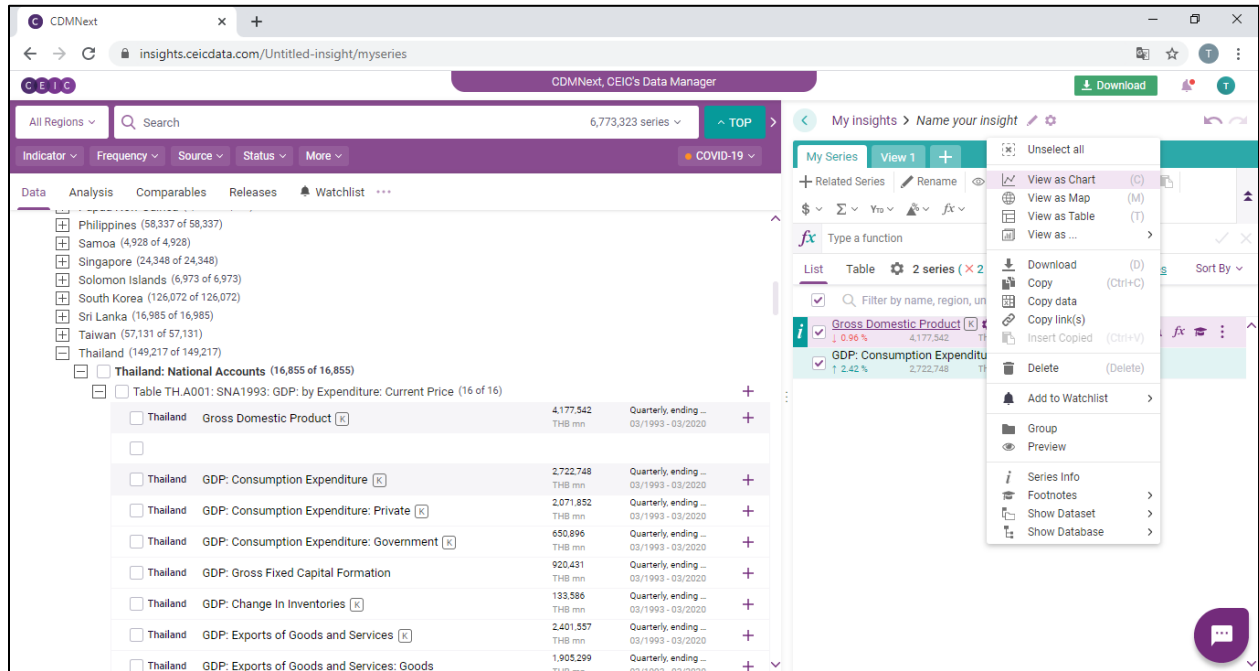 CDMNext
insights.ceicdata.com/Untitled-insight/myseries
T
CEIC
CDMNext, CEIC's Data Manager
Download
T
All Regions
Search
6,773,323 series
TOP
Indicator
Frequency
Source
Status
More
COVID-19
Data
Analysis
Comparables
Releases
Watchlist
Philippines (58,337 of 58,337)
Samoa (4,928 of 4,928)
Singapore (24,348 of 24,348)
Solomon Islands (6,973 of 6,973)
South Korea (126,072 of 126,072)
Sri Lanka (16,985 of 16,985)
Taiwan (57,131 of 57,131)
Thailand (149,217 of 149,217)
Thailand: National Accounts (16,855 of 16,855)
Table TH.A001: SNA1993: GDP: by Expenditure: Current Price (16 of 16)
Thailand Gross Domestic Product K 4,177,542 Quarterly, ending ...
THB mn 03/1993 - 03/2020
Thailand GDP: Consumption Expenditure K 2,722,748 Quarterly, ending ...
THB mn 03/1993 - 03/2020
Thailand GDP: Consumption Expenditure: Private K 2,071,852 Quarterly, ending ...
THB mn 03/1993 - 03/2020
Thailand GDP: Consumption Expenditure: Government K 650,896 Quarterly, ending ...
THB mn 03/1993 - 03/2020
Thailand GDP: Gross Fixed Capital Formation 920,431 Quarterly, ending ...
THB mn 03/1993 - 03/2020
Thailand GDP: Change In Inventories K 133,586 Quarterly, ending ...
THB mn 03/1993 - 03/2020
Thailand GDP: Exports of Goods and Services K 2,401,557 Quarterly, ending ...
THB mn 03/1993 - 03/2020
Thailand GDP: Exports of Goods and Services: Goods 1,905,299 Quarterly, ending ...
My insights > Name your insight
My Series
View 1
Related Series
Rename
$ Σ YTD fx
fx Type a function
List
Table
2 series (× 2
Sort By
Filter by name, region, un
Gross Domestic Product K
↓ 0.96 % 4,177,542
fx
GDP: Consumption Expenditu
↑ 2.42 % 2,722,748
Unselect all
View as Chart (C)
View as Map (M)
View as Table (T)
View as ...
Download (D)
Copy (Ctrl+C)
Copy data
Copy link(s)
Insert Copied (Ctrl+V)
Delete (Delete)
Add to Watchlist
Group
Preview
Series Info
Footnotes
Show Dataset
Show Database